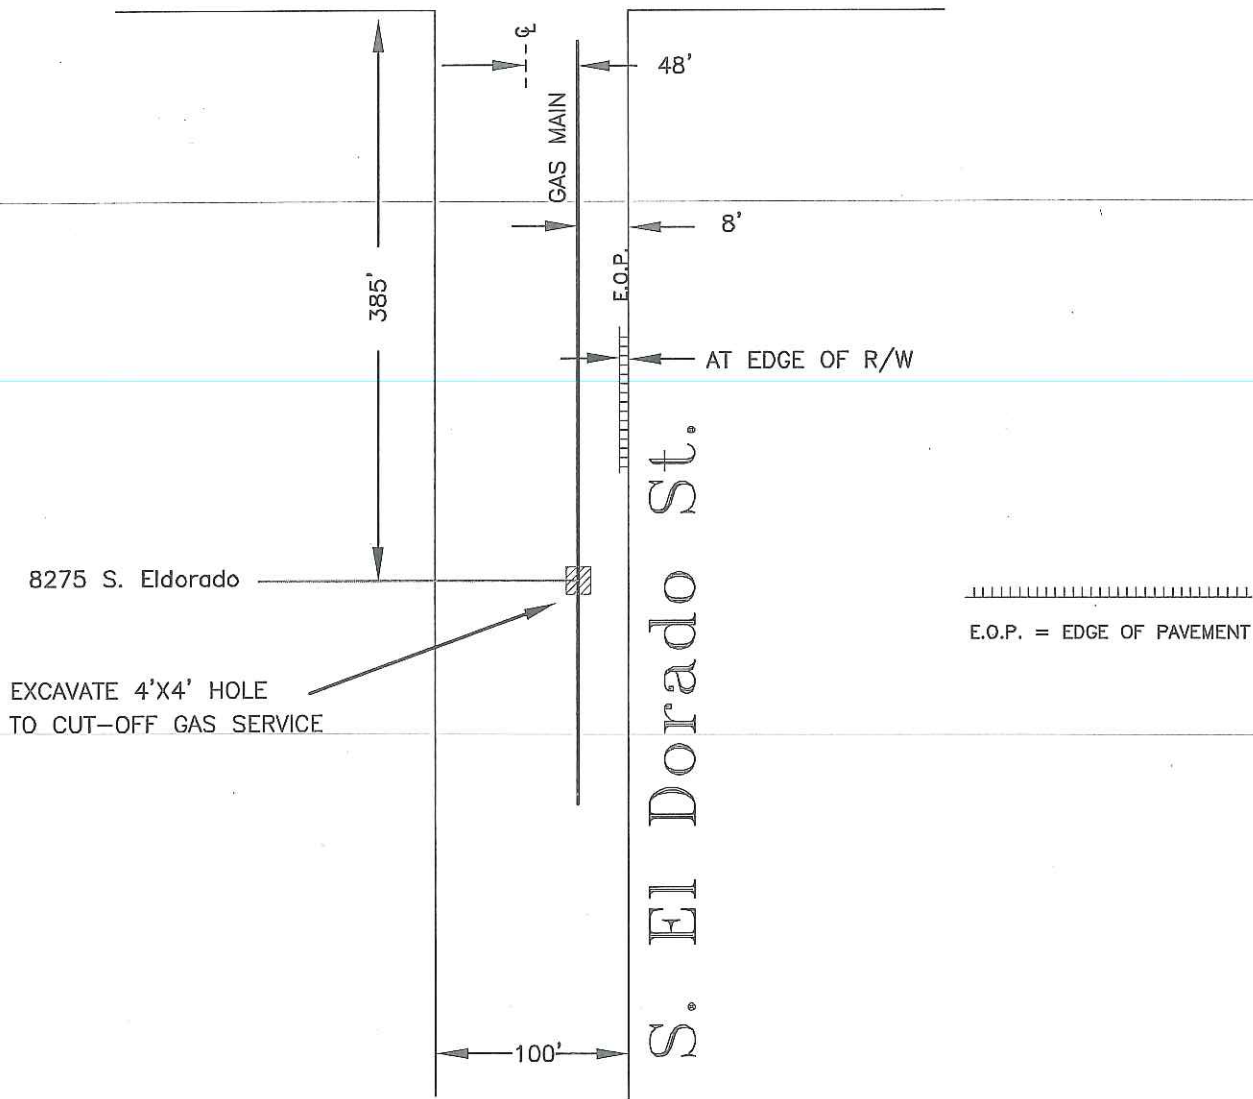 ℄
48'
GAS MAIN
8'
E.O.P.
385'
AT EDGE OF R/W
8275 S. Eldorado
E.O.P. = EDGE OF PAVEMENT
EXCAVATE 4'X4' HOLE
TO CUT-OFF GAS SERVICE
S. El Dorado St.
100'